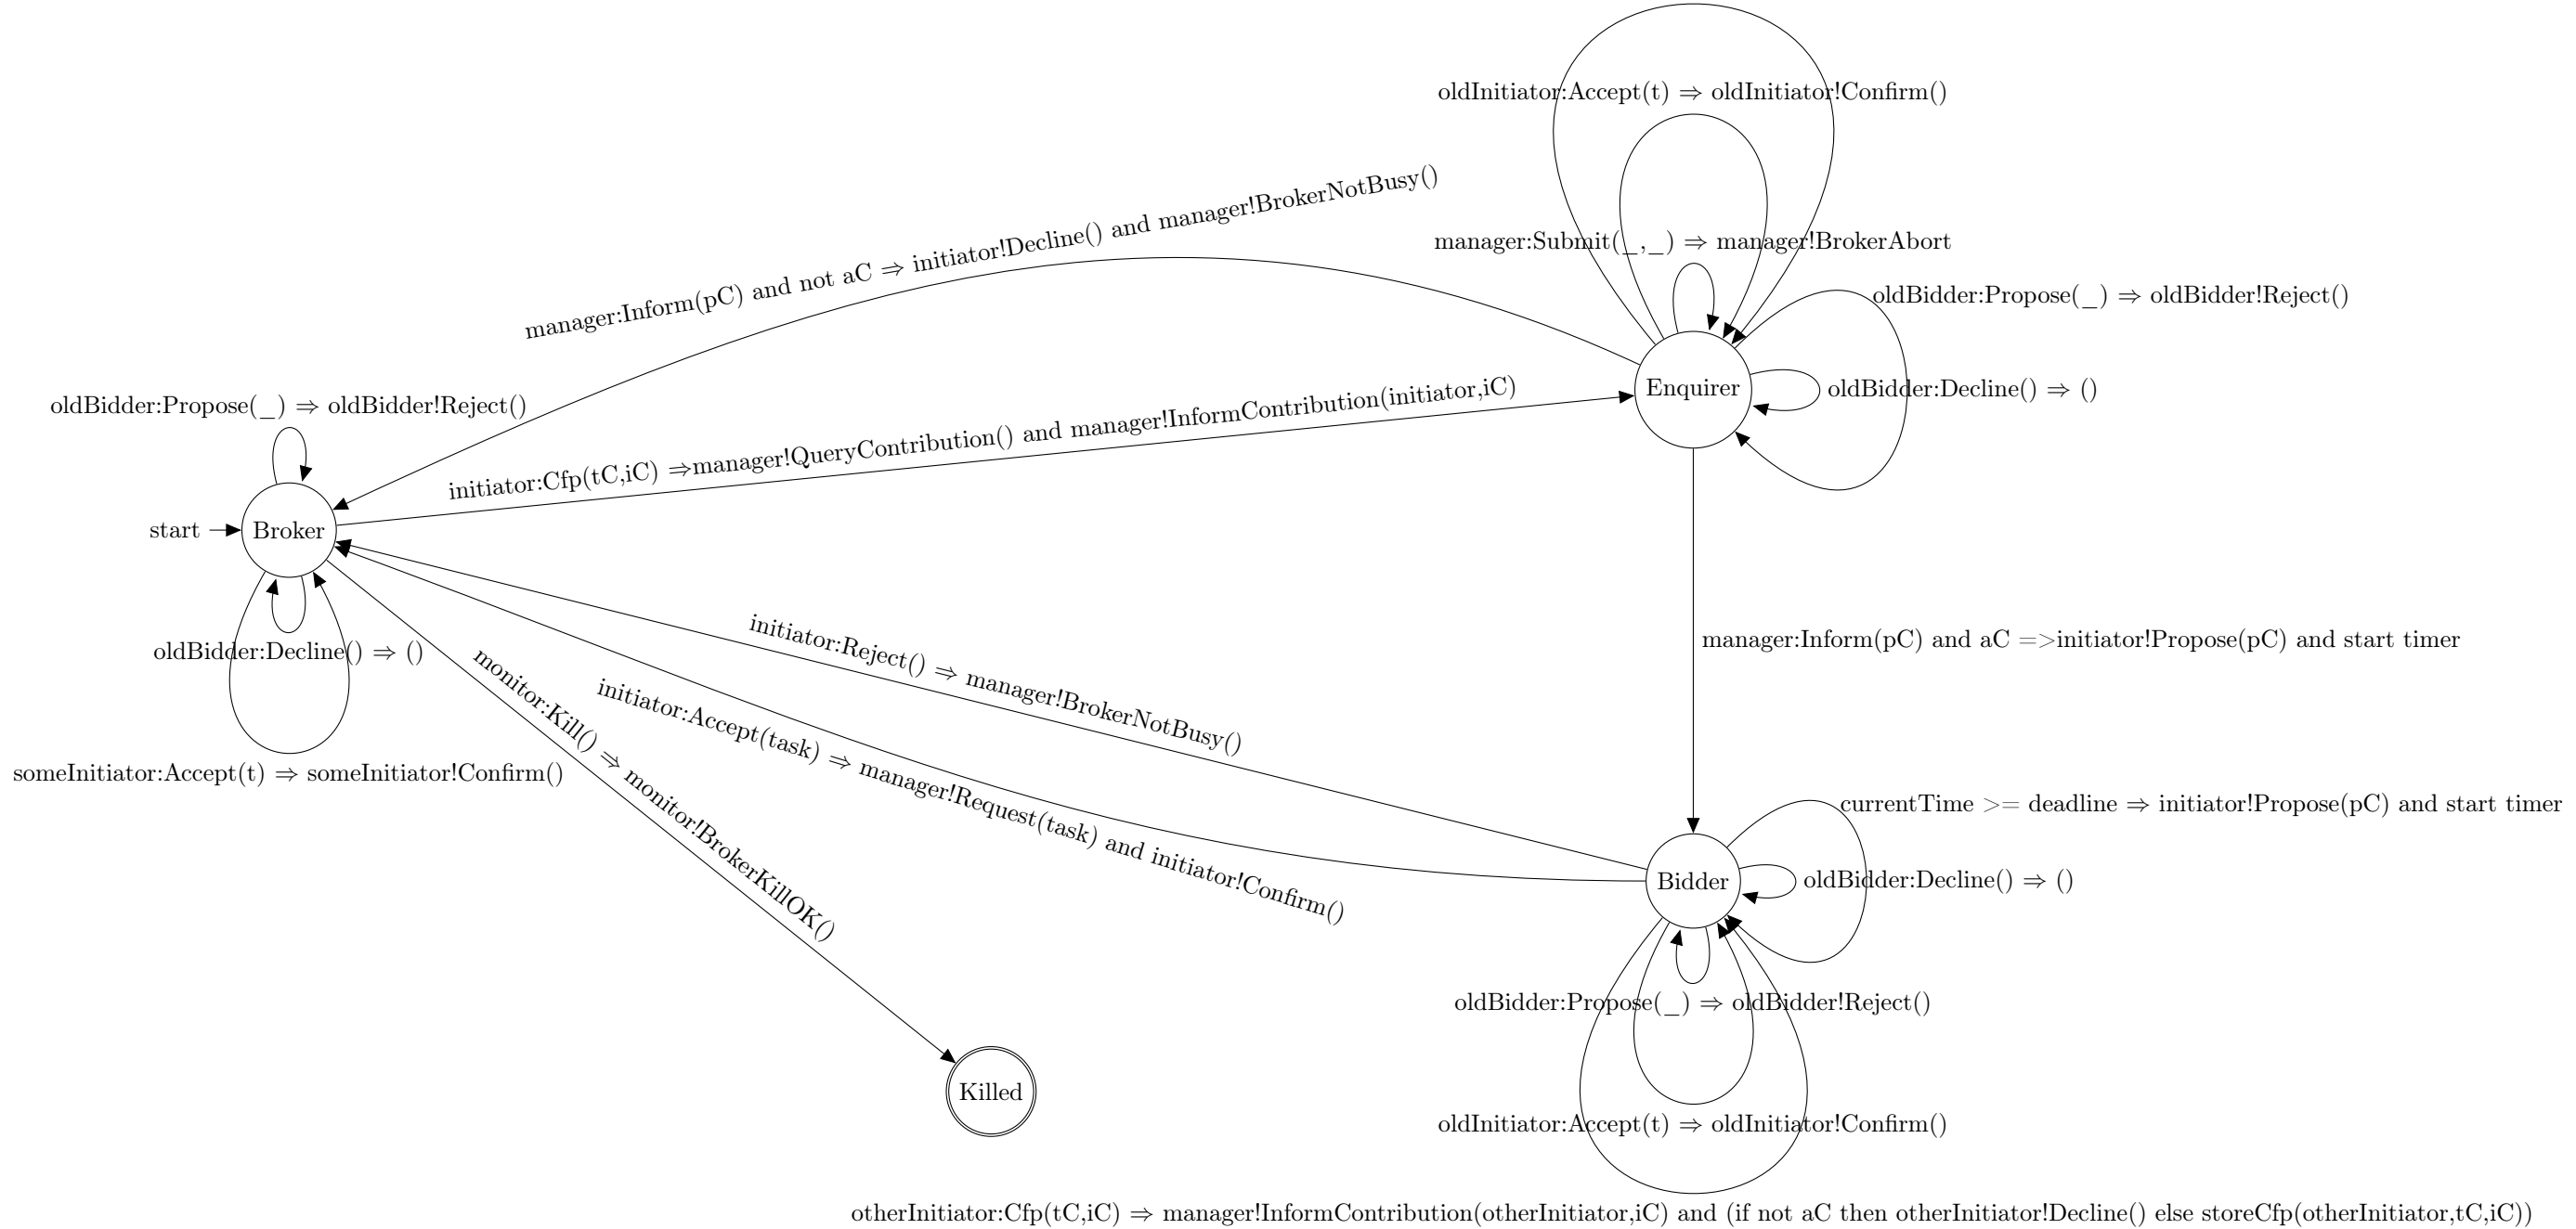 oldInitiator:Accept(t) ⇒ oldInitiator!Confirm()
manager:Inform(pC) and not aC ⇒ initiator!Decline() and manager!BrokerNotBusy()
manager:Submit(_,_) ⇒ manager!BrokerAbort
oldBidder:Propose(_) ⇒ oldBidder!Reject()
Enquirer
oldBidder:Decline() ⇒ ()
oldBidder:Propose(_) ⇒ oldBidder!Reject()
initiator:Cfp(tC,iC) ⇒manager!QueryContribution() and manager!InformContribution(initiator,iC)
start
Broker
oldBidder:Decline() ⇒ ()
someInitiator:Accept(t) ⇒ someInitiator!Confirm()
manager:Inform(pC) and aC =>initiator!Propose(pC) and start timer
initiator:Reject() ⇒ manager!BrokerNotBusy()
initiator:Accept(task) ⇒ manager!Request(task) and initiator!Confirm()
monitor:Kill() ⇒ monitor!BrokerKillOK()
currentTime >= deadline ⇒ initiator!Propose(pC) and start timer
Bidder
oldBidder:Decline() ⇒ ()
oldBidder:Propose(_) ⇒ oldBidder!Reject()
Killed
oldInitiator:Accept(t) ⇒ oldInitiator!Confirm()
otherInitiator:Cfp(tC,iC) ⇒ manager!InformContribution(otherInitiator,iC) and (if not aC then otherInitiator!Decline() else storeCfp(otherInitiator,tC,iC))